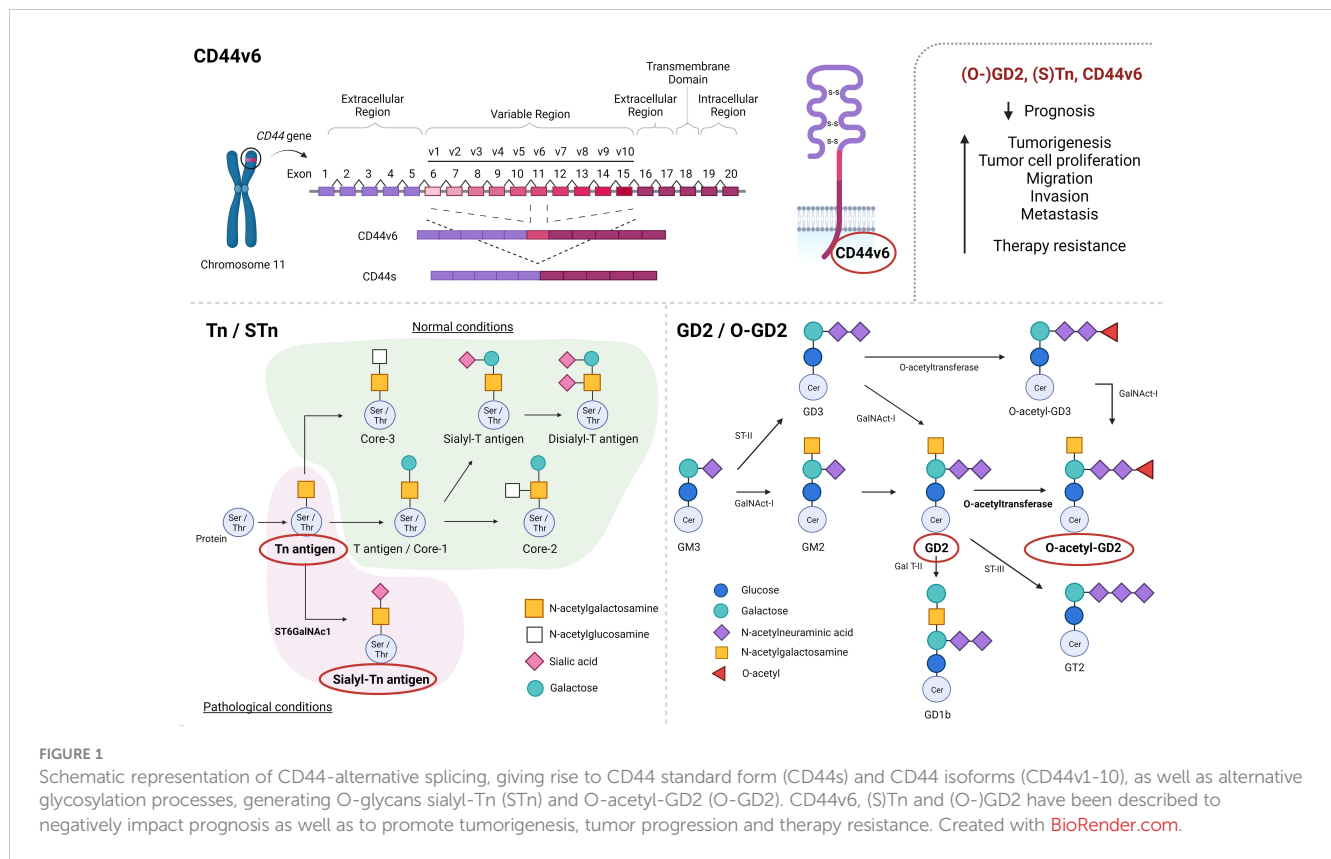 CD44v6
Transmembrane
Domain
Extracellular
Region
Variable Region
Extracellular
Region
Intracellular
Region
CD44 gene
v1 v2 v3 v4 v5 v6 v7 v8 v9 v10
Exon 1 2 3 4 5 6 7 8 9 10 11 12 13 14 15 16 17 18 19 20
CD44v6
CD44s
Chromosome 11
S-S
S-S
S-S
CD44v6
(O-)GD2, (S)Tn, CD44v6
Prognosis
Tumorigenesis
Tumor cell proliferation
Migration
Invasion
Metastasis
Therapy resistance
Tn / STn
Normal conditions
Ser /
Thr
Core-3
Ser /
Thr
Sialyl-T antigen
Ser /
Thr
Disialyl-T antigen
Protein
Ser /
Thr
Ser /
Thr
Tn antigen
Ser /
Thr
T antigen / Core-1
Ser /
Thr
Core-2
ST6GalNAc1
Ser /
Thr
Sialyl-Tn antigen
Pathological conditions
N-acetylgalactosamine
N-acetylglucosamine
Sialic acid
Galactose
GD2 / O-GD2
Cer
GD3
O-acetyltransferase
Cer
O-acetyl-GD3
GalNAct-I
GalNAct-I
ST-II
Cer
GM3
GalNAct-I
Cer
GM2
Cer
GD2
O-acetyltransferase
Cer
O-acetyl-GD2
Gal T-II
ST-III
Cer
GD1b
Cer
GT2
Glucose
Galactose
N-acetylneuraminic acid
N-acetylgalactosamine
O-acetyl
FIGURE 1
Schematic representation of CD44-alternative splicing, giving rise to CD44 standard form (CD44s) and CD44 isoforms (CD44v1-10), as well as alternative
glycosylation processes, generating O-glycans sialyl-Tn (STn) and O-acetyl-GD2 (O-GD2). CD44v6, (S)Tn and (O-)GD2 have been described to
negatively impact prognosis as well as to promote tumorigenesis, tumor progression and therapy resistance. Created with BioRender.com.